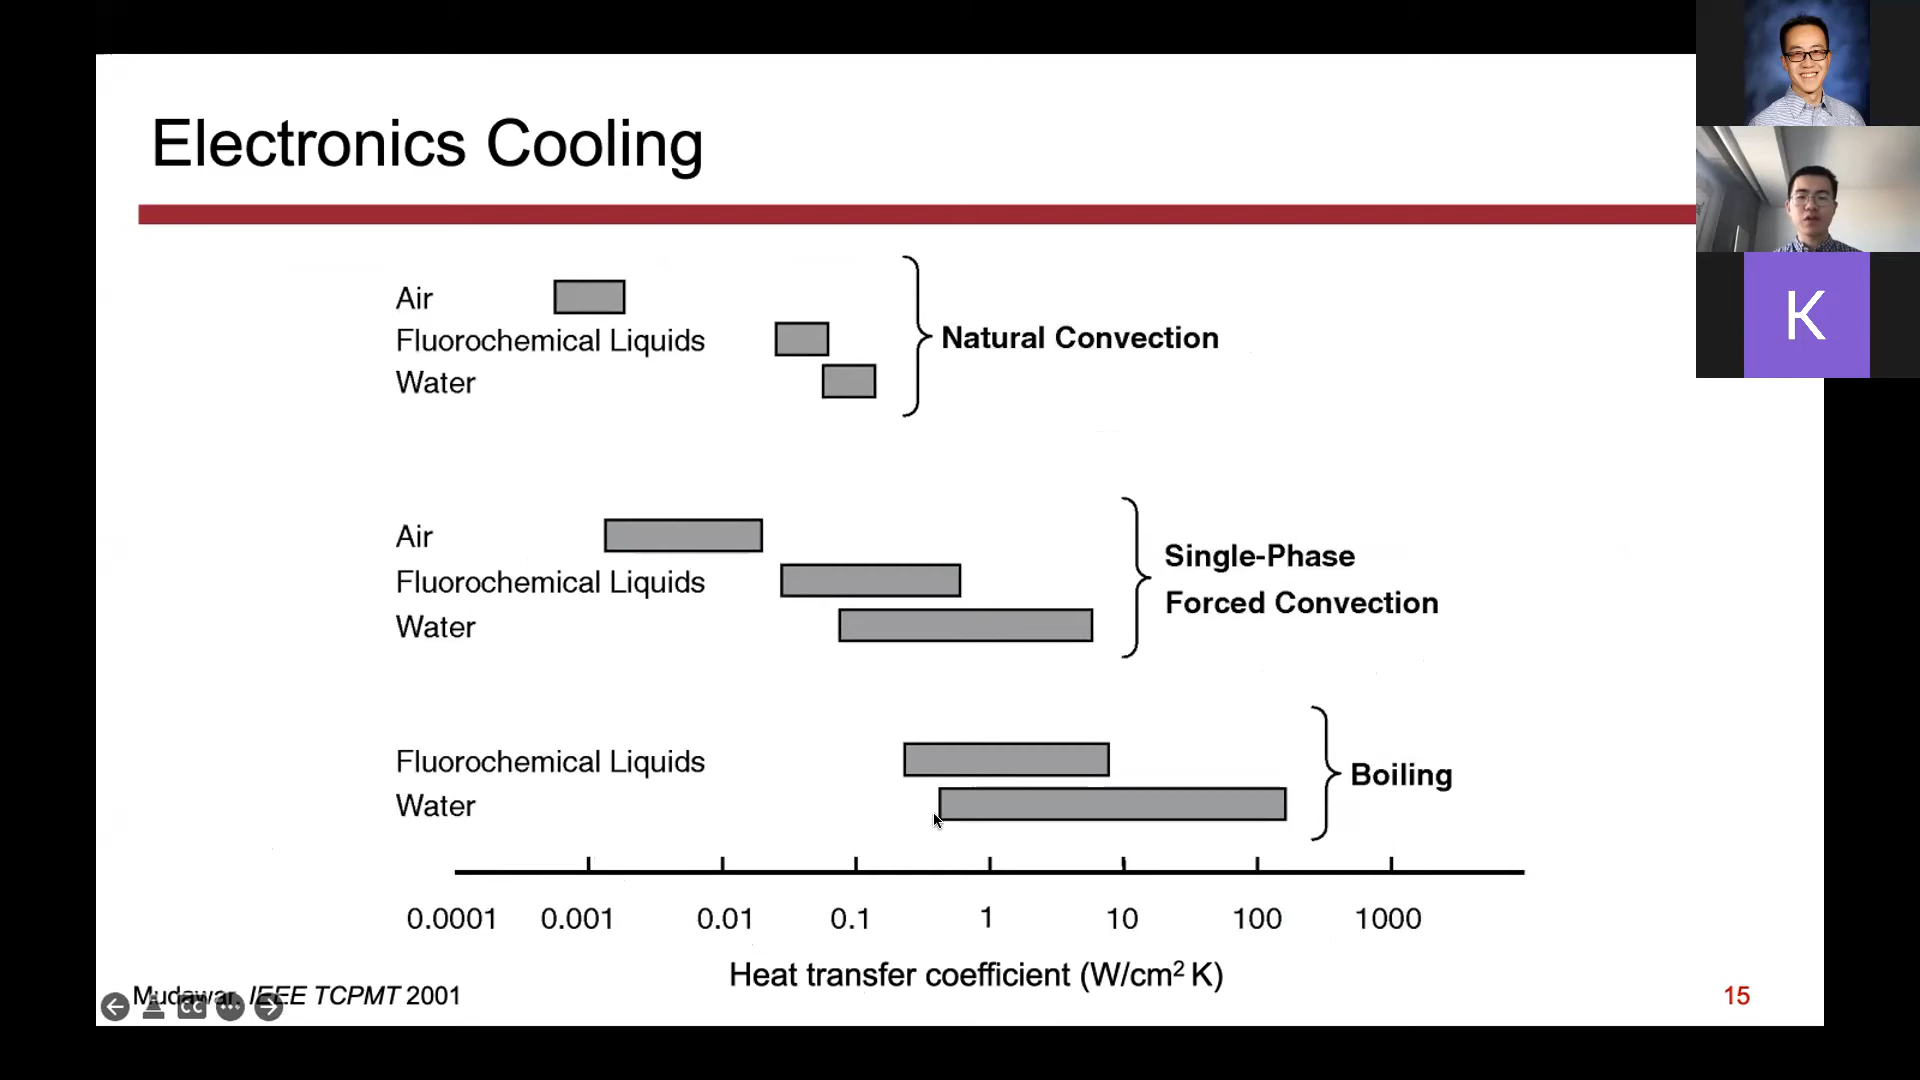 Electronics Cooling
Air
Fluorochemical Liquids
Water
Natural Convection
Air
Fluorochemical Liquids
Water
Single-Phase
Forced Convection
Fluorochemical Liquids
Water
Boiling
0.0001 0.001 0.01 0.1 1 10 100 1000
Heat transfer coefficient (W/cm² K)
Mudawar, IEEE TCPMT 2001
CC
15
K